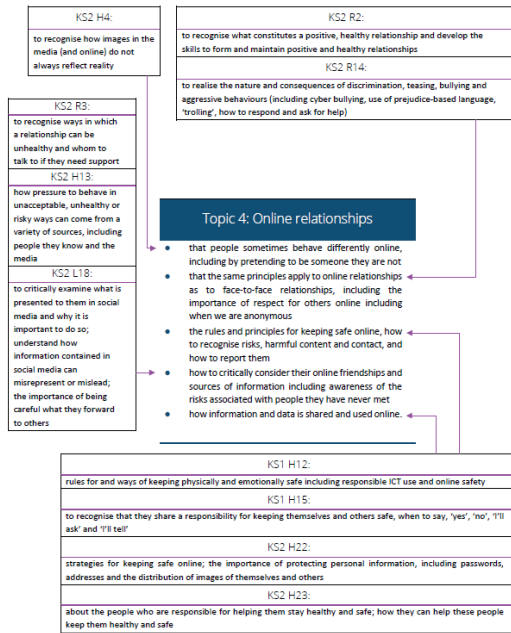 KS2 H4:
to recognise how images in the
media (and online) do not
always reflect reality
KS2 R2:
to recognise what constitutes a positive, healthy relationship and develop the
skills to form and maintain positive and healthy relationships
KS2 R14:
to realise the nature and consequences of discrimination, teasing, bullying and
aggressive behaviours (including cyber bullying, use of prejudice-based language,
‘trolling’, how to respond and ask for help)
KS2 R3:
to recognise ways in which
a relationship can be
unhealthy and whom to
talk to if they need support
KS2 H13:
how pressure to behave in
unacceptable, unhealthy or
risky ways can come from a
variety of sources, including
people they know and the
media
KS2 L18:
to critically examine what is
presented to them in social
media and why it is
important to do so;
understand how
information contained in
social media can
misrepresent or mislead;
the importance of being
careful what they forward
to others
Topic 4: Online relationships
• that people sometimes behave differently online,
including by pretending to be someone they are not
• that the same principles apply to online relationships
as to face-to-face relationships, including the
importance of respect for others online including
when we are anonymous
• the rules and principles for keeping safe online, how
to recognise risks, harmful content and contact, and
how to report them
• how to critically consider their online friendships and
sources of information including awareness of the
risks associated with people they have never met
• how information and data is shared and used online.
KS1 H12:
rules for and ways of keeping physically and emotionally safe including responsible ICT use and online safety
KS1 H15:
to recognise that they share a responsibility for keeping themselves and others safe, when to say, ‘yes’, ‘no’, ‘I’ll
ask’ and ‘I’ll tell’
KS2 H22:
strategies for keeping safe online; the importance of protecting personal information, including passwords,
addresses and the distribution of images of themselves and others
KS2 H23:
about the people who are responsible for helping them stay healthy and safe; how they can help these people
keep them healthy and safe